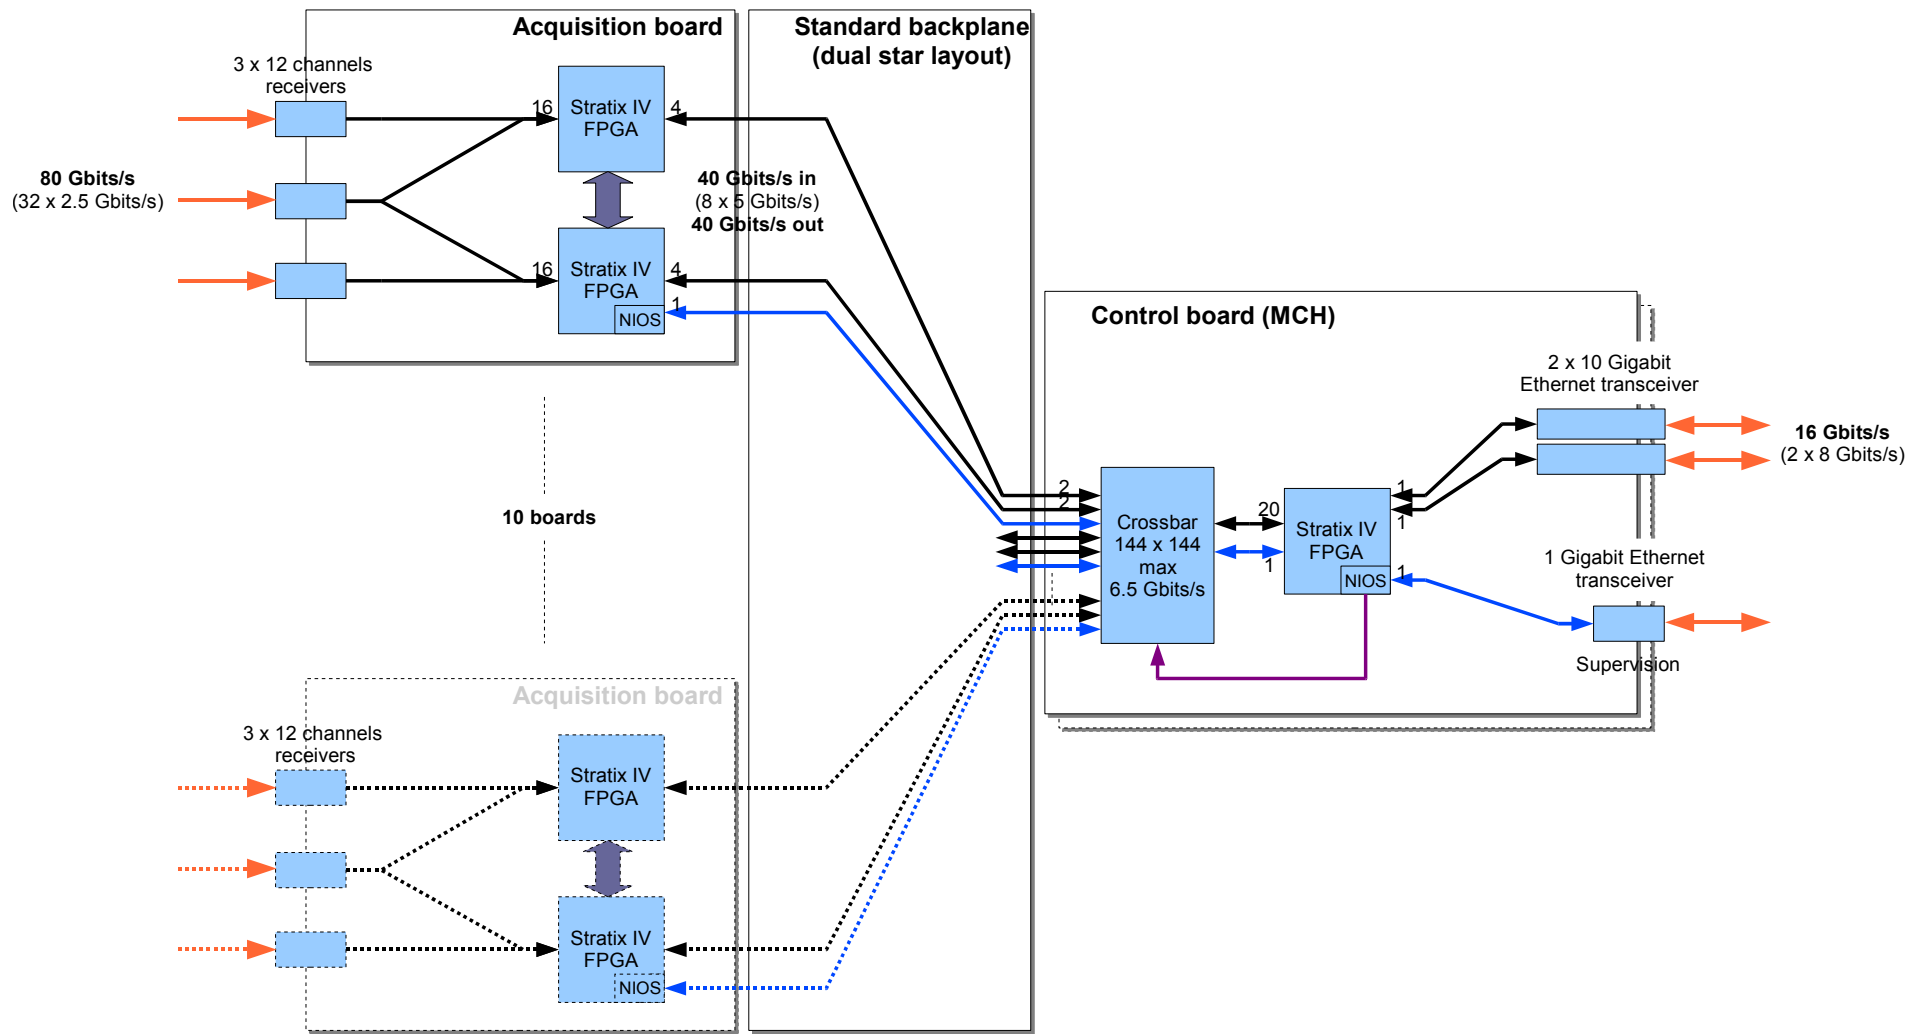 Acquisition board
Standard backplane
(dual star layout)
3 x 12 channels
receivers
16
Stratix IV
FPGA
4
80 Gbits/s
(32 x 2.5 Gbits/s)
40 Gbits/s in
(8 x 5 Gbits/s)
40 Gbits/s out
16
Stratix IV
FPGA
4
1
NIOS
Control board (MCH)
2 x 10 Gigabit
Ethernet transceiver
16 Gbits/s
(2 x 8 Gbits/s)
10 boards
2
2
Crossbar
144 x 144
max
6.5 Gbits/s
20
1
Stratix IV
FPGA
NIOS
1
1
1
1 Gigabit Ethernet
transceiver
Supervision
Acquisition board
3 x 12 channels
receivers
Stratix IV
FPGA
Stratix IV
FPGA
NIOS